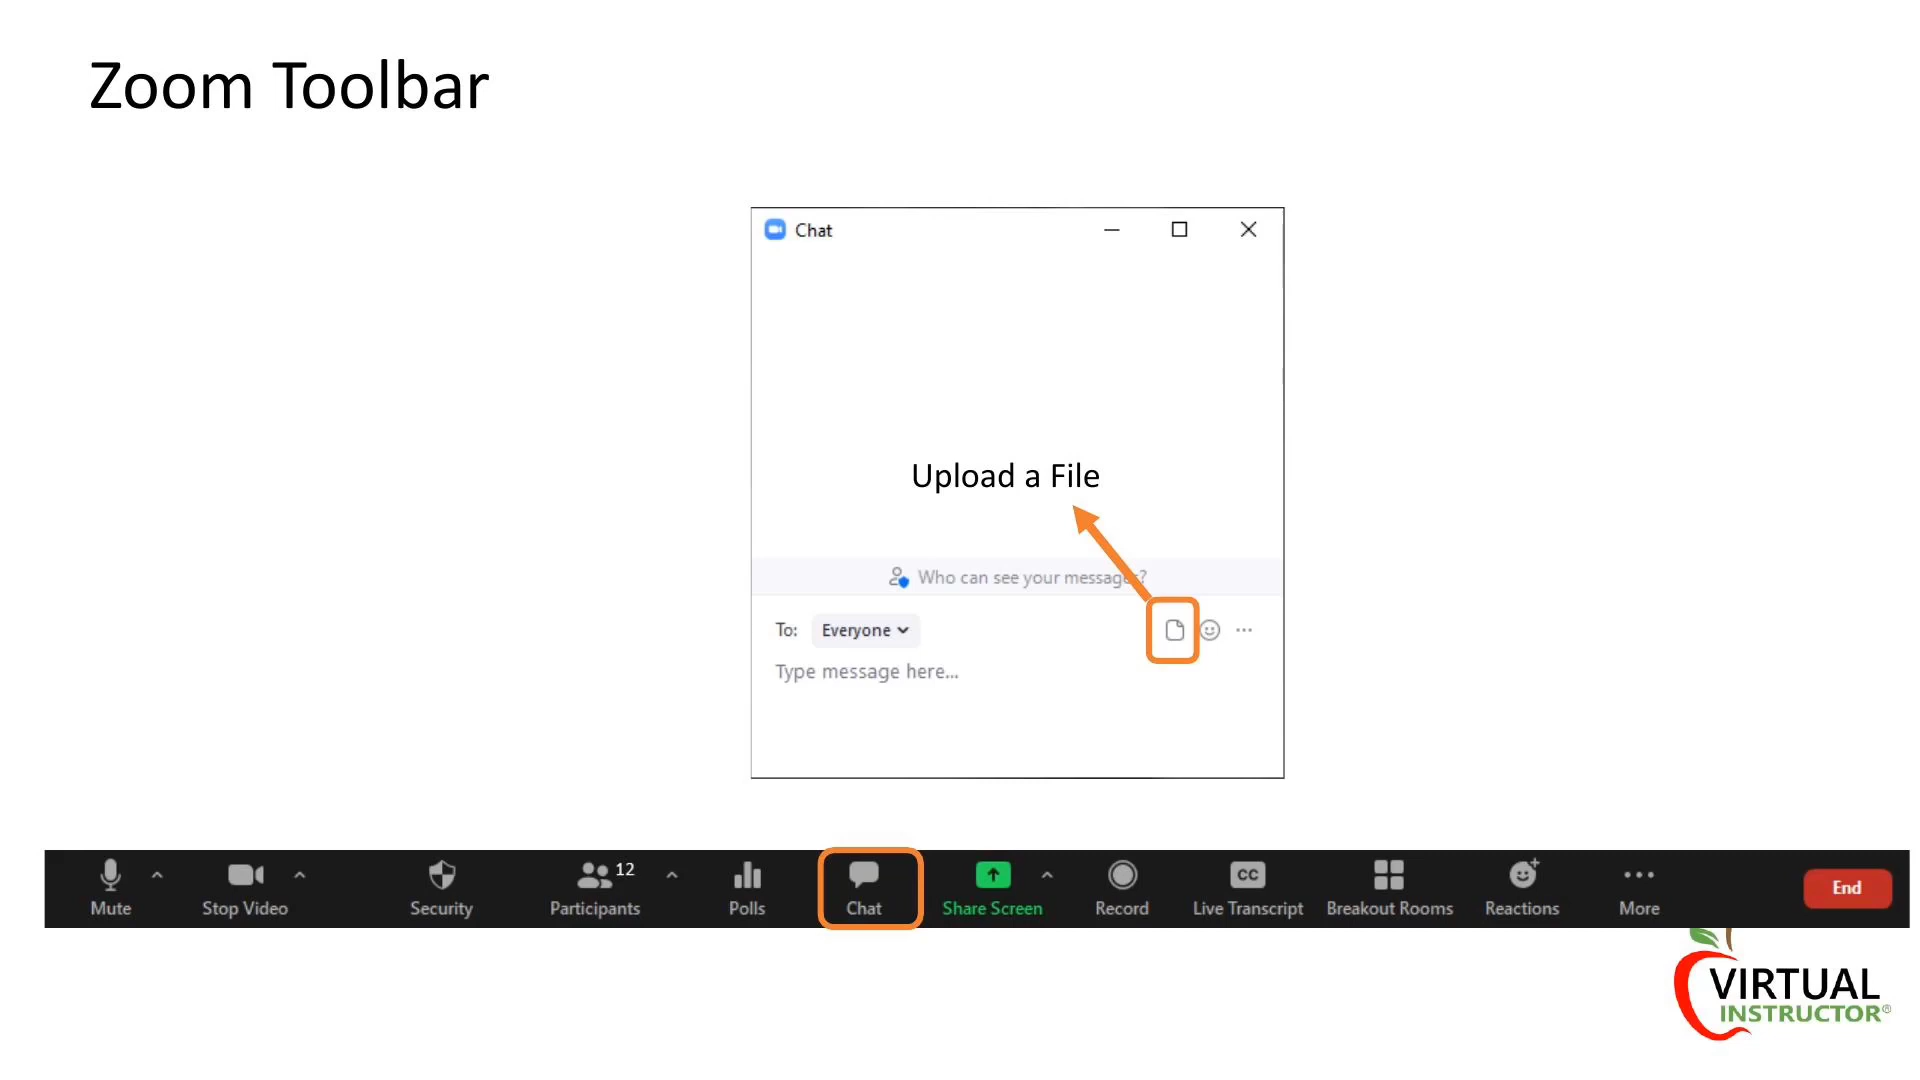 Zoom Toolbar
Chat
Upload a File
Who can see your messages?
To: Everyone
Type message here...
12
Mute Stop Video Security Participants Polls Chat Share Screen Record CC Live Transcript Breakout Rooms Reactions More End
VIRTUAL
INSTRUCTOR®